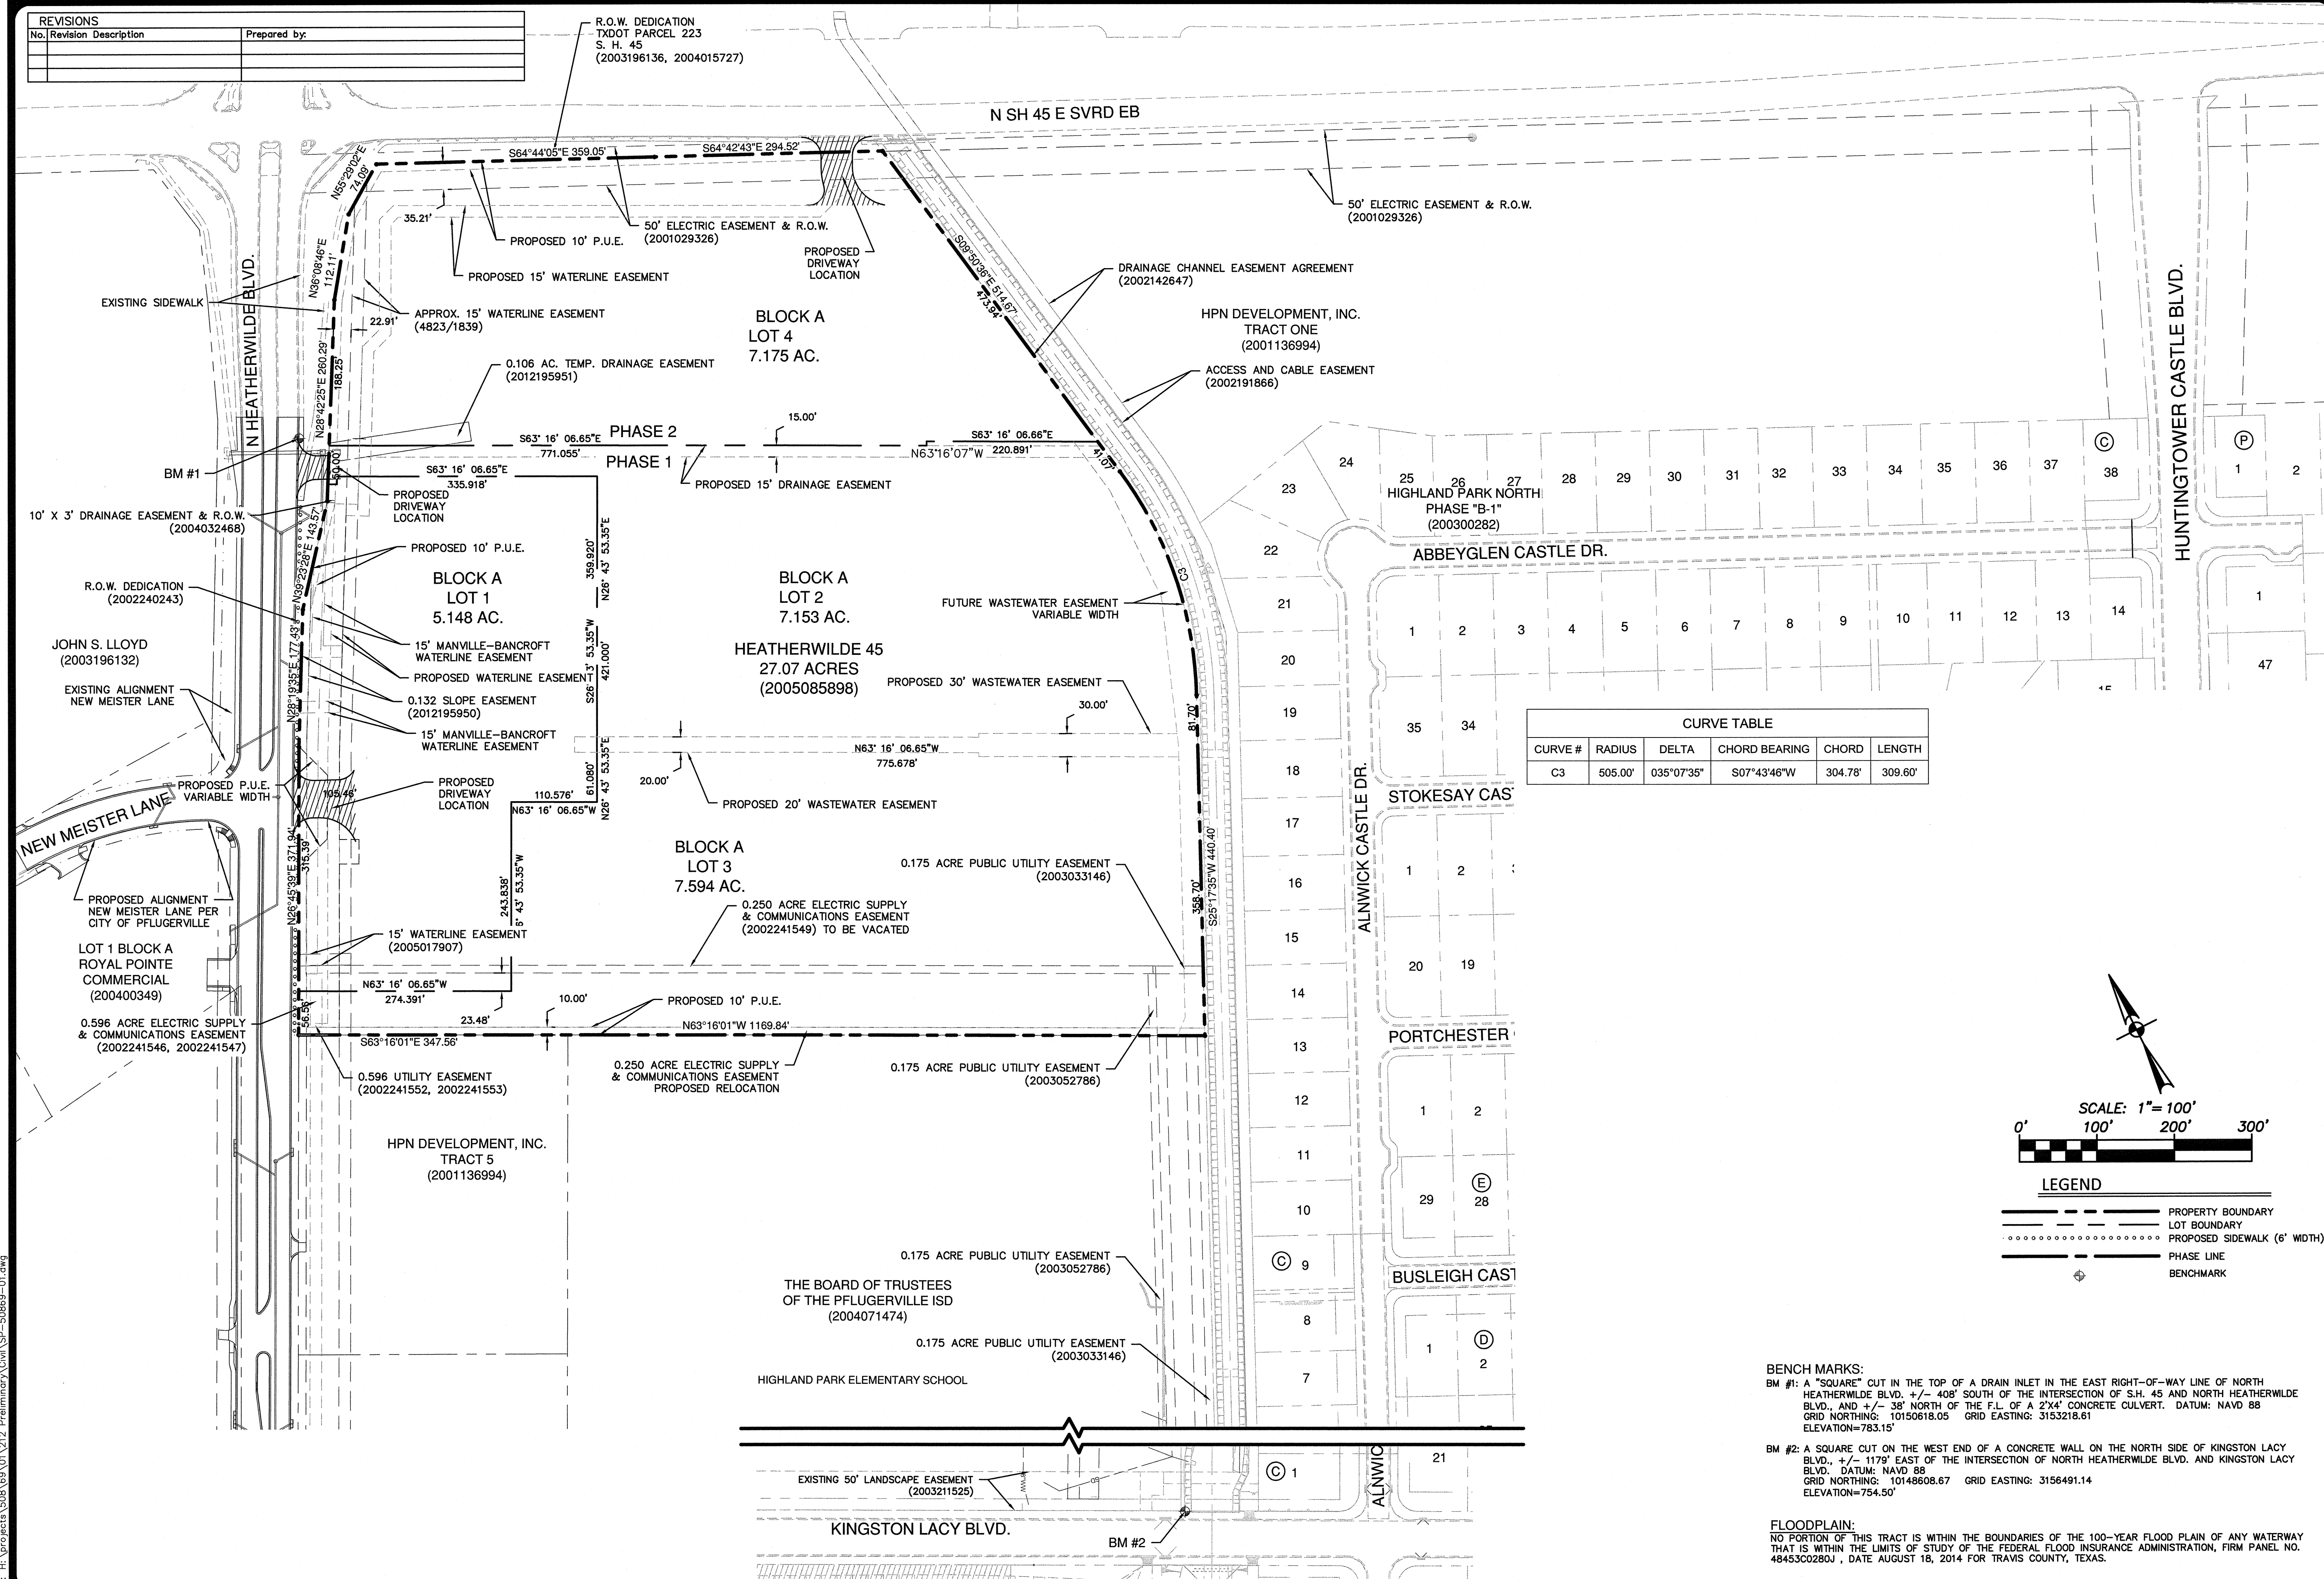 REVISIONS
No. Revision Description Prepared by:
R.O.W. DEDICATION
TXDOT PARCEL 223
S. H. 45
(2003196136, 2004015727)
N SH 45 E SVRD EB
S64°44'05"E 359.05'
S64°42'43"E 294.52'
N55°29'02"E
74.09'
35.21'
50' ELECTRIC EASEMENT & R.O.W.
(2001029326)
50' ELECTRIC EASEMENT & R.O.W.
(2001029326)
PROPOSED 10' P.U.E.
PROPOSED
DRIVEWAY
LOCATION
PROPOSED 15' WATERLINE EASEMENT
N36°08'46"E
112.11'
S09°50'36"E 514.67'
473.94'
DRAINAGE CHANNEL EASEMENT AGREEMENT
(2002142647)
N HEATHERWILDE BLVD.
HUNTINGTOWER CASTLE BLVD.
EXISTING SIDEWALK
APPROX. 15' WATERLINE EASEMENT
(4823/1839)
22.91'
BLOCK A
LOT 4
7.175 AC.
HPN DEVELOPMENT, INC.
TRACT ONE
(2001136994)
0.106 AC. TEMP. DRAINAGE EASEMENT
(2012195951)
ACCESS AND CABLE EASEMENT
(2002191866)
N28°42'25"E 260.29'
188.25'
15.00'
S63° 16' 06.65"E
771.055'
PHASE 2
PHASE 1
S63° 16' 06.66"E
220.891'
N63°16'07"W
41.07'
BM #1
50.00'
S63° 16' 06.65"E
335.918'
PROPOSED 15' DRAINAGE EASEMENT
PROPOSED
DRIVEWAY
LOCATION
10' X 3' DRAINAGE EASEMENT & R.O.W.
(2004032468)
N39°23'28"E 143.57'
PROPOSED 10' P.U.E.
359.920'
N26° 43' 53.35"E
R.O.W. DEDICATION
(2002240243)
BLOCK A
LOT 1
5.148 AC.
BLOCK A
LOT 2
7.153 AC.
C3
FUTURE WASTEWATER EASEMENT
VARIABLE WIDTH
JOHN S. LLOYD
(2003196132)
N28°19'35"E 177.43'
15' MANVILLE-BANCROFT
WATERLINE EASEMENT
HEATHERWILDE 45
27.07 ACRES
(2005085898)
PROPOSED WATERLINE EASEMENT
421.000'
EXISTING ALIGNMENT
NEW MEISTER LANE
0.132 SLOPE EASEMENT
(2012195950)
PROPOSED 30' WASTEWATER EASEMENT
30.00'
81.70'
15' MANVILLE-BANCROFT
WATERLINE EASEMENT
N63° 16' 06.65"W
775.678'
61.080'
N26° 43' 53.35"E
20.00'
PROPOSED P.U.E.
VARIABLE WIDTH
105.46'
PROPOSED
DRIVEWAY
LOCATION
110.576'
N63° 16' 06.65"W
PROPOSED 20' WASTEWATER EASEMENT
NEW MEISTER LANE
N26°45'39"E 371.94'
315.39'
BLOCK A
LOT 3
7.594 AC.
0.175 ACRE PUBLIC UTILITY EASEMENT
(2003033146)
243.838'
6° 43' 53.35"W
358.70'
S25°17'35"W 440.40'
PROPOSED ALIGNMENT
NEW MEISTER LANE PER
CITY OF PFLUGERVILLE
0.250 ACRE ELECTRIC SUPPLY
& COMMUNICATIONS EASEMENT
(2002241549) TO BE VACATED
LOT 1 BLOCK A
ROYAL POINTE
COMMERCIAL
(200400349)
15' WATERLINE EASEMENT
(2005017907)
N63° 16' 06.65"W
274.391'
10.00'
PROPOSED 10' P.U.E.
56.55'
23.48'
N63°16'01"W 1169.84'
S63°16'01"E 347.56'
0.596 ACRE ELECTRIC SUPPLY
& COMMUNICATIONS EASEMENT
(2002241546, 2002241547)
0.596 UTILITY EASEMENT
(2002241552, 2002241553)
0.250 ACRE ELECTRIC SUPPLY
& COMMUNICATIONS EASEMENT
PROPOSED RELOCATION
0.175 ACRE PUBLIC UTILITY EASEMENT
(2003052786)
HPN DEVELOPMENT, INC.
TRACT 5
(2001136994)
0.175 ACRE PUBLIC UTILITY EASEMENT
(2003052786)
THE BOARD OF TRUSTEES
OF THE PFLUGERVILLE ISD
(2004071474)
0.175 ACRE PUBLIC UTILITY EASEMENT
(2003033146)
HIGHLAND PARK ELEMENTARY SCHOOL
EXISTING 50' LANDSCAPE EASEMENT
(2003211525)
KINGSTON LACY BLVD.
BM #2
23 24 25 26 27 28 29 30 31 32 33 34 35 36 37 38
C
P
1 2
HIGHLAND PARK NORTH
PHASE "B-1"
(200300282)
ABBEYGLEN CASTLE DR.
22
21
20
19
18
17
16
15
14
13
12
11
10
C 9
8
7
C 1
1 2 3 4 5 6 7 8 9 10 11 12 13 14
1
47
35 34
ALNWICK CASTLE DR.
STOKESAY CAS
1 2
20 19
PORTCHESTER
1 2
E
29 28
BUSLEIGH CAST
D
1 2
21
ALNWIC
CURVE TABLE
CURVE # RADIUS DELTA CHORD BEARING CHORD LENGTH
C3 505.00' 035°07'35" S07°43'46"W 304.78' 309.60'
SCALE: 1"= 100'
0' 100' 200' 300'
LEGEND
PROPERTY BOUNDARY
LOT BOUNDARY
PROPOSED SIDEWALK (6' WIDTH)
PHASE LINE
BENCHMARK
BENCH MARKS:
BM #1: A "SQUARE" CUT IN THE TOP OF A DRAIN INLET IN THE EAST RIGHT-OF-WAY LINE OF NORTH
HEATHERWILDE BLVD. +/- 408' SOUTH OF THE INTERSECTION OF S.H. 45 AND NORTH HEATHERWILDE
BLVD., AND +/- 38' NORTH OF THE F.L. OF A 2'X4' CONCRETE CULVERT. DATUM: NAVD 88
GRID NORTHING: 10150618.05 GRID EASTING: 3153218.61
ELEVATION=783.15'
BM #2: A SQUARE CUT ON THE WEST END OF A CONCRETE WALL ON THE NORTH SIDE OF KINGSTON LACY
BLVD., +/- 1179' EAST OF THE INTERSECTION OF NORTH HEATHERWILDE BLVD. AND KINGSTON LACY
BLVD. DATUM: NAVD 88
GRID NORTHING: 10148608.67 GRID EASTING: 3156491.14
ELEVATION=754.50'
FLOODPLAIN:
NO PORTION OF THIS TRACT IS WITHIN THE BOUNDARIES OF THE 100-YEAR FLOOD PLAIN OF ANY WATERWAY
THAT IS WITHIN THE LIMITS OF STUDY OF THE FEDERAL FLOOD INSURANCE ADMINISTRATION, FIRM PANEL NO.
48453C0280J , DATE AUGUST 18, 2014 FOR TRAVIS COUNTY, TEXAS.
H: \projects\508\69\01\212 Preliminary\Civil\SP-50869-01.dwg